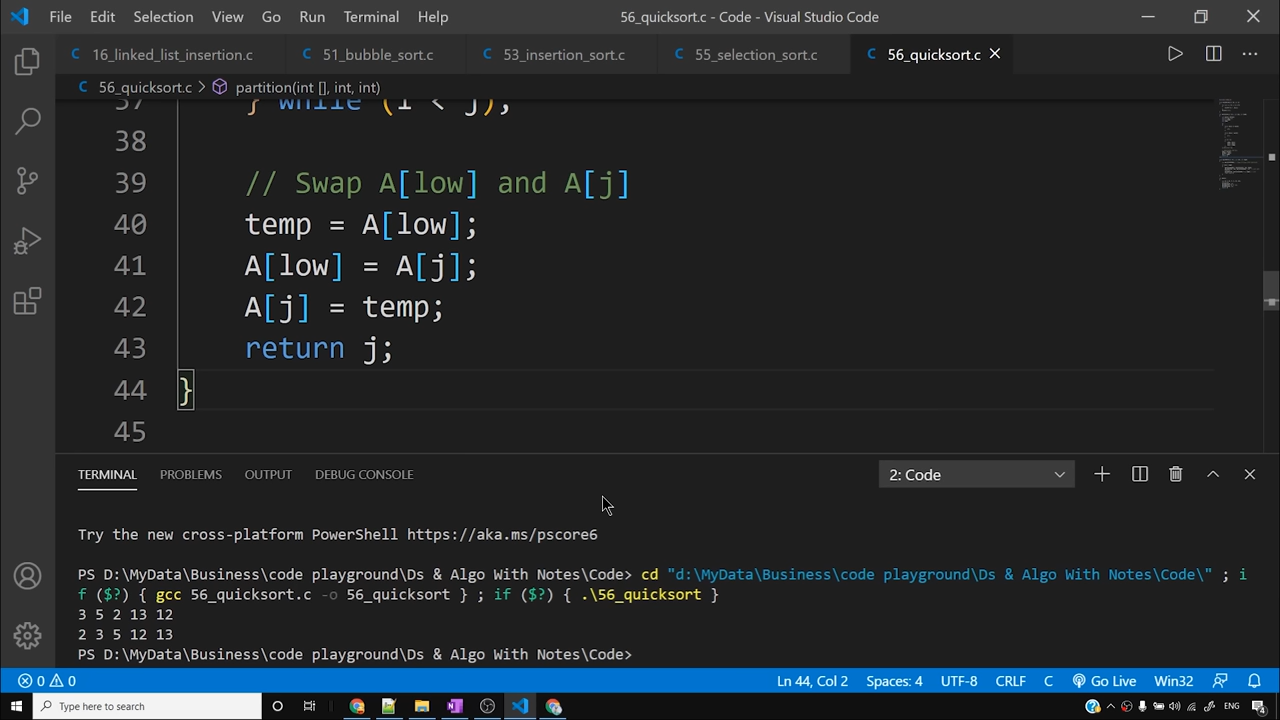 File Edit Selection View Go Run Terminal Help 56_quicksort.c - Code - Visual Studio Code
16_linked_list_insertion.c 51_bubble_sort.c 53_insertion_sort.c 55_selection_sort.c 56_quicksort.c
C 56_quicksort.c > partition(int [], int, int)
37 } while (i < j);
38
39 // Swap A[low] and A[j]
40 temp = A[low];
41 A[low] = A[j];
42 A[j] = temp;
43 return j;
44 }
45
TERMINAL PROBLEMS OUTPUT DEBUG CONSOLE 2: Code
Try the new cross-platform PowerShell https://aka.ms/pscore6
PS D:\MyData\Business\code playground\Ds & Algo With Notes\Code> cd "d:\MyData\Business\code playground\Ds & Algo With Notes\Code\" ; i
f ($?) { gcc 56_quicksort.c -o 56_quicksort } ; if ($?) { .\56_quicksort }
3 5 2 13 12
2 3 5 12 13
PS D:\MyData\Business\code playground\Ds & Algo With Notes\Code>
0 0 Ln 44, Col 2 Spaces: 4 UTF-8 CRLF C Go Live Win32
Type here to search ENG